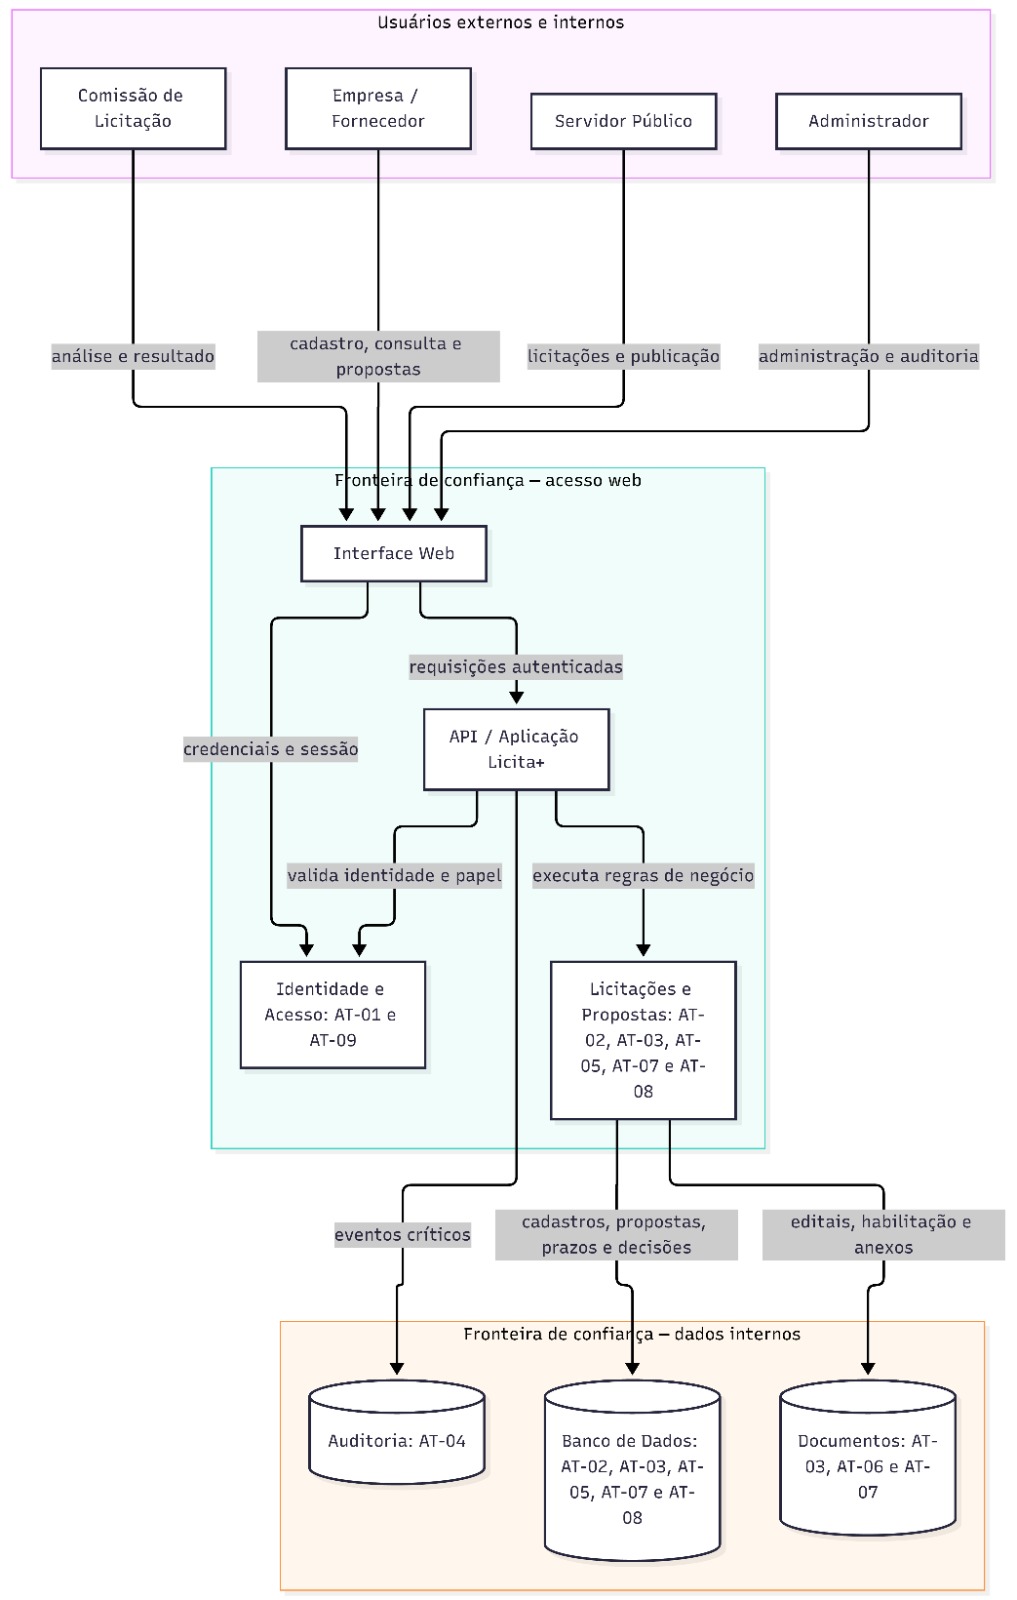 Usuários externos e internos
Comissão de
Licitação
Empresa /
Fornecedor
Servidor Público
Administrador
análise e resultado
cadastro, consulta e
propostas
licitações e publicação
administração e auditoria
Fronteira de confiança — acesso web
Interface Web
requisições autenticadas
API / Aplicação
Licita+
credenciais e sessão
valida identidade e papel
executa regras de negócio
Identidade e
Acesso: AT-01 e
AT-09
Licitações e
Propostas: AT-
02, AT-03, AT-
05, AT-07 e AT-
08
eventos críticos
cadastros, propostas,
prazos e decisões
editais, habilitação e
anexos
Fronteira de confiança — dados internos
Auditoria: AT-04
Banco de Dados:
AT-02, AT-03, AT-
05, AT-07 e AT-
08
Documentos: AT-
03, AT-06 e AT-
07